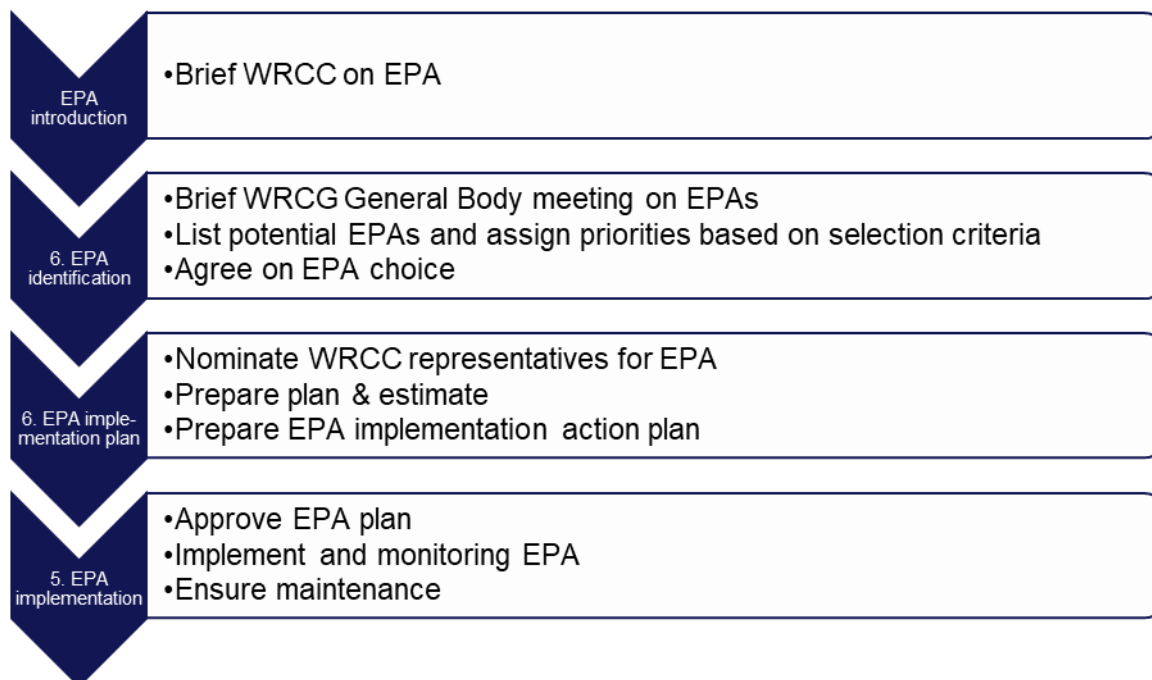 EPA
introduction
•Brief WRCC on EPA
6. EPA
identification
•Brief WRCG General Body meeting on EPAs
•List potential EPAs and assign priorities based on selection criteria
•Agree on EPA choice
6. EPA imple-
mentation plan
•Nominate WRCC representatives for EPA
•Prepare plan & estimate
•Prepare EPA implementation action plan
5. EPA
implementation
•Approve EPA plan
•Implement and monitoring EPA
•Ensure maintenance